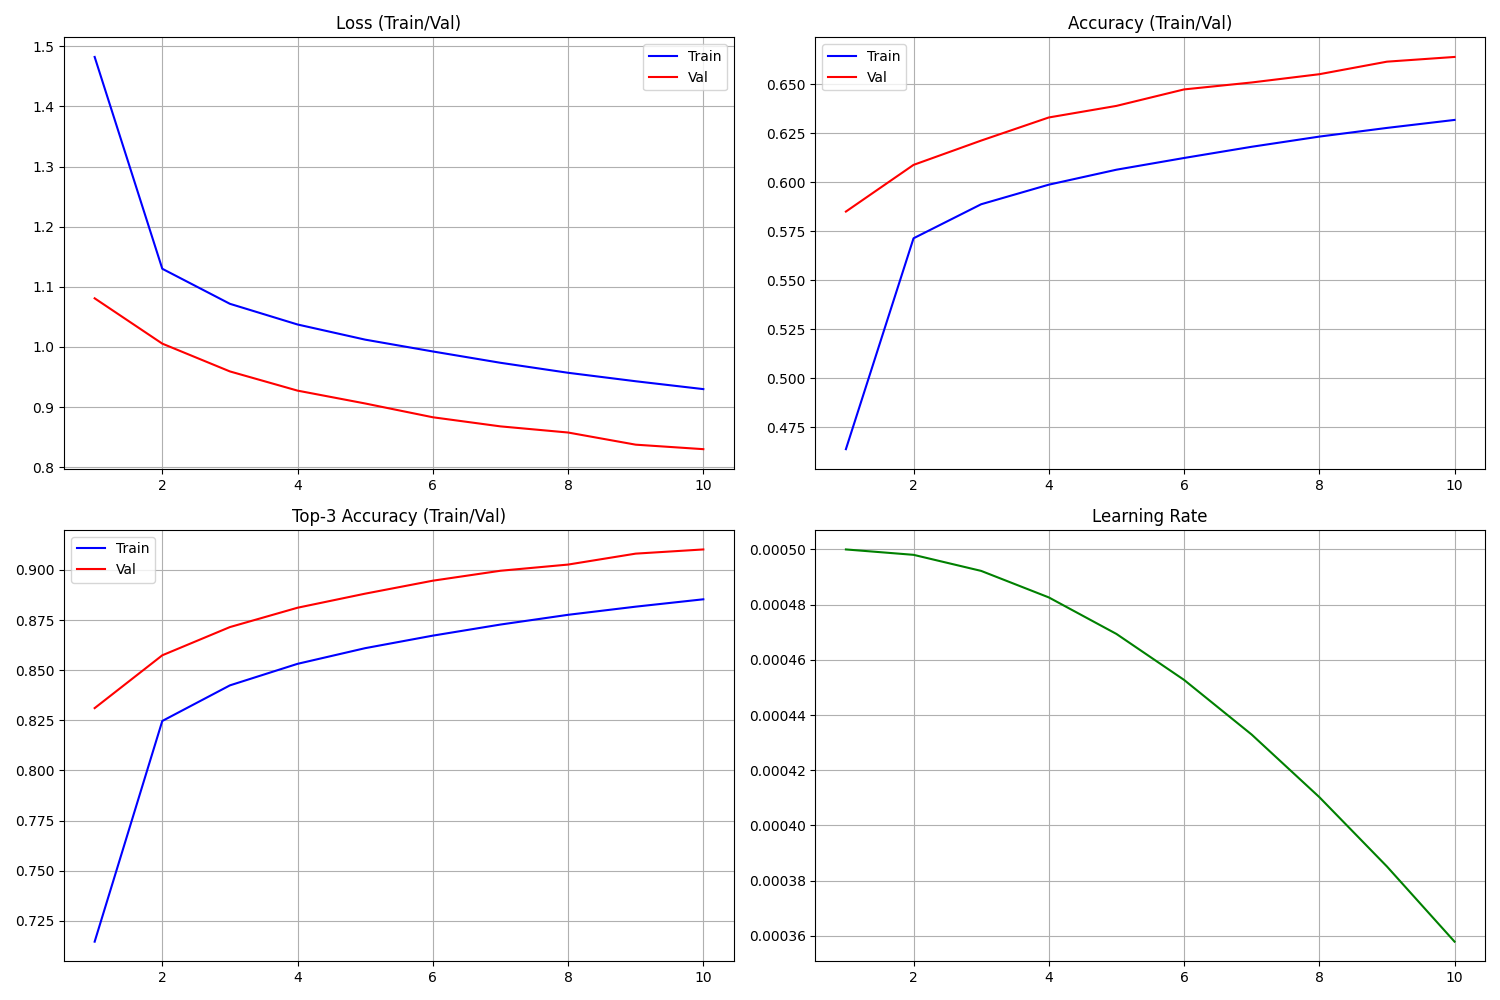 Loss (Train/Val)
1.5
1.4
1.3
1.2
1.1
1.0
0.9
0.8
2 4 6 8 10
Train
Val
Accuracy (Train/Val)
0.650
0.625
0.600
0.575
0.550
0.525
0.500
0.475
2 4 6 8 10
Train
Val
Top-3 Accuracy (Train/Val)
0.900
0.875
0.850
0.825
0.800
0.775
0.750
0.725
2 4 6 8 10
Train
Val
Learning Rate
0.00050
0.00048
0.00046
0.00044
0.00042
0.00040
0.00038
0.00036
2 4 6 8 10